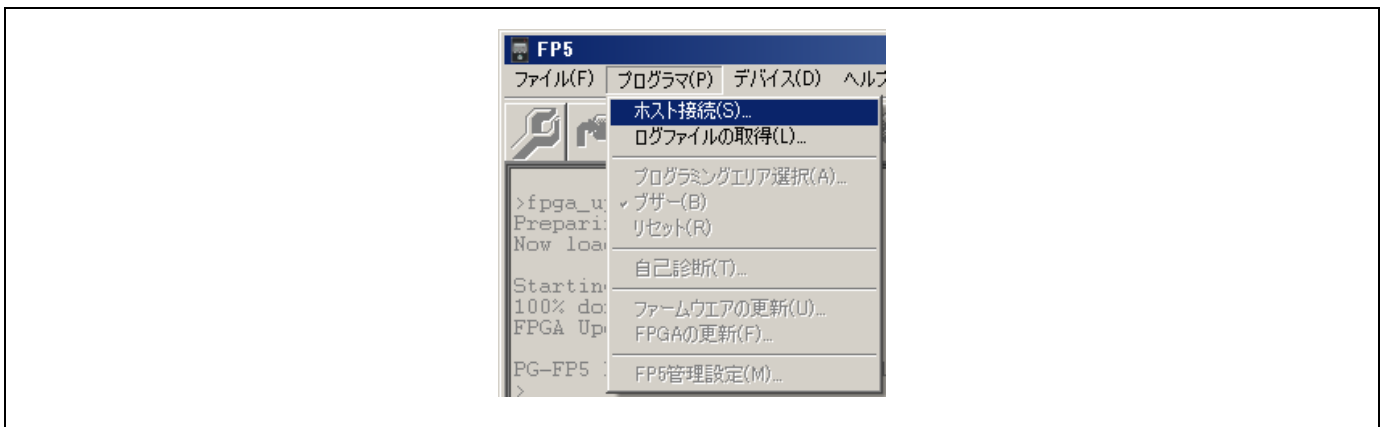 FP5
ファイル(F) プログラマ(P) デバイス(D) ヘルプ
ホスト接続(S)...
ログファイルの取得(L)...
プログラミングエリア選択(A)...
ブザー(B)
リセット(R)
自己診断(T)...
ファームウエアの更新(U)...
FPGAの更新(F)...
FP5管理設定(M)...
>fpga_u
Prepari
Now loa
Startin
100% do
FPGA Up
PG-FP5
>